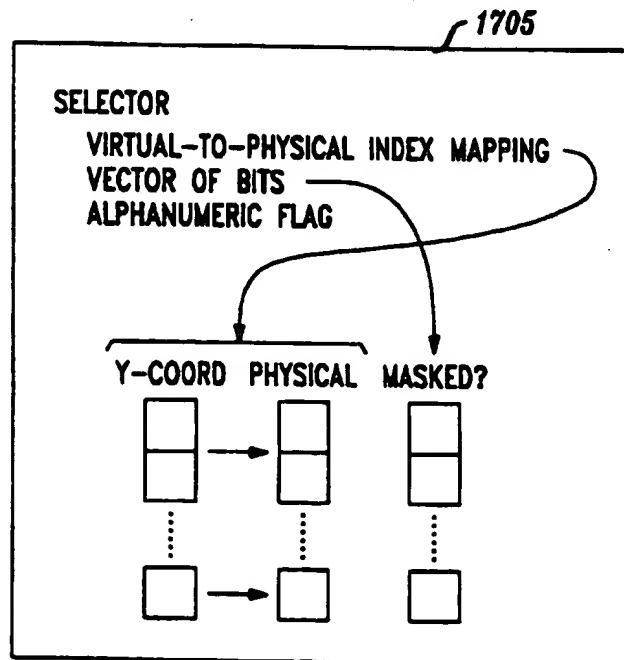 1705
SELECTOR
VIRTUAL-TO-PHYSICAL INDEX MAPPING
VECTOR OF BITS
ALPHANUMERIC FLAG
Y-COORD PHYSICAL MASKED?